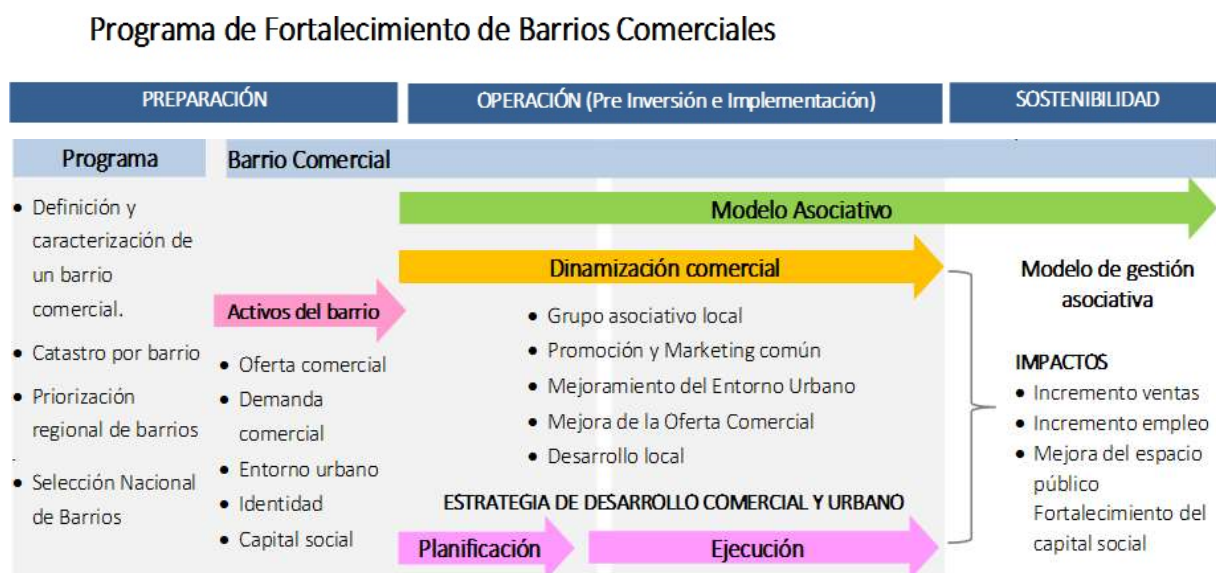 Programa de Fortalecimiento de Barrios Comerciales
PREPARACIÓN
OPERACIÓN (Pre Inversión e Implementación)
SOSTENIBILIDAD
Programa
Barrio Comercial
• Definición y
caracterización de
un barrio
comercial.
• Catastro por barrio
• Priorización
regional de barrios
• Selección Nacional
de Barrios
Activos del barrio
• Oferta comercial
• Demanda
comercial
• Entorno urbano
• Identidad
• Capital social
Modelo Asociativo
Dinamización comercial
• Grupo asociativo local
• Promoción y Marketing común
• Mejoramiento del Entorno Urbano
• Mejora de la Oferta Comercial
• Desarrollo local
ESTRATEGIA DE DESARROLLO COMERCIAL Y URBANO
Planificación
Ejecución
Modelo de gestión
asociativa
IMPACTOS
• Incremento ventas
• Incremento empleo
• Mejora del espacio
público
Fortalecimiento del
capital social